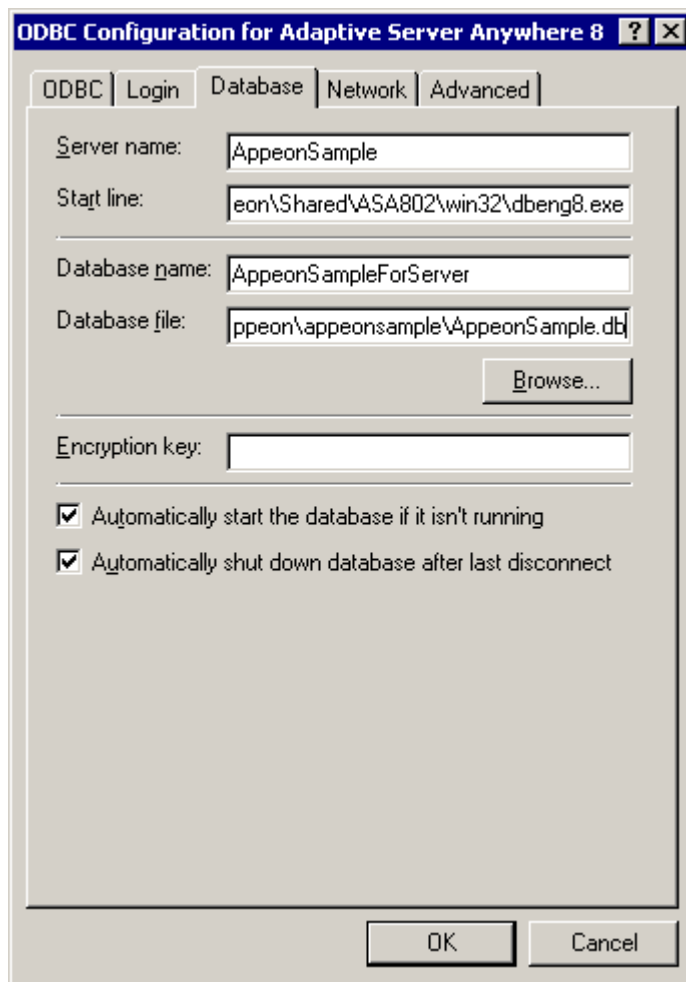 ODBC Configuration for Adaptive Server Anywhere 8
ODBC Login Database Network Advanced
Server name: AppeonSample
Start line: eon\Shared\ASA802\win32\dbeng8.exe
Database name: AppeonSampleForServer
Database file: ppeon\appeonsample\AppeonSample.db
Browse...
Encryption key:
Automatically start the database if it isn't running
Automatically shut down database after last disconnect
OK Cancel